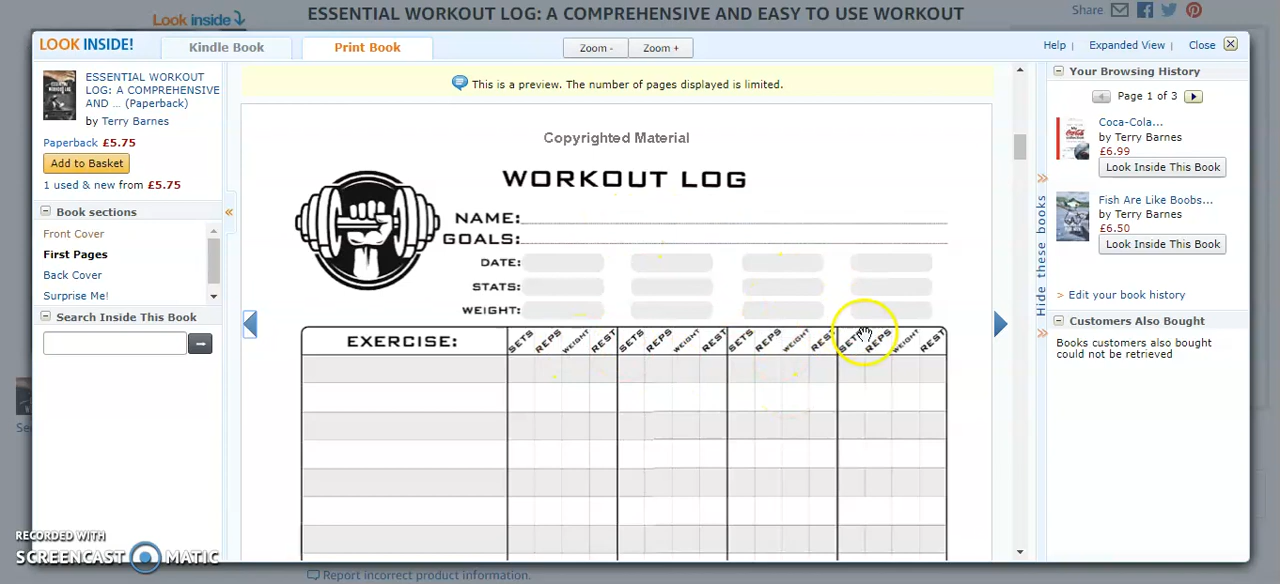 Look inside
ESSENTIAL WORKOUT LOG: A COMPREHENSIVE AND EASY TO USE WORKOUT
Share
LOOK INSIDE!
Kindle Book
Print Book
Zoom -
Zoom +
Help |
Expanded View |
Close
ESSENTIAL WORKOUT
LOG: A COMPREHENSIVE
AND ... (Paperback)
by Terry Barnes
Paperback £5.75
Add to Basket
1 used & new from £5.75
Book sections
Front Cover
First Pages
Back Cover
Surprise Me!
Search Inside This Book
This is a preview. The number of pages displayed is limited.
Copyrighted Material
WORKOUT LOG
NAME:
GOALS:
DATE:
STATS:
WEIGHT:
EXERCISE: SETS REPS WEIGHT REST SETS REPS WEIGHT REST SETS REPS WEIGHT REST SETS REPS WEIGHT REST
Hide these books
Your Browsing History
Page 1 of 3
Coca-Cola...
by Terry Barnes
£6.99
Look Inside This Book
Fish Are Like Boobs...
by Terry Barnes
£6.50
Look Inside This Book
> Edit your book history
Customers Also Bought
Books customers also bought
could not be retrieved
Se
RECORDED WITH
SCREENCAST MATIC
Report incorrect product information.